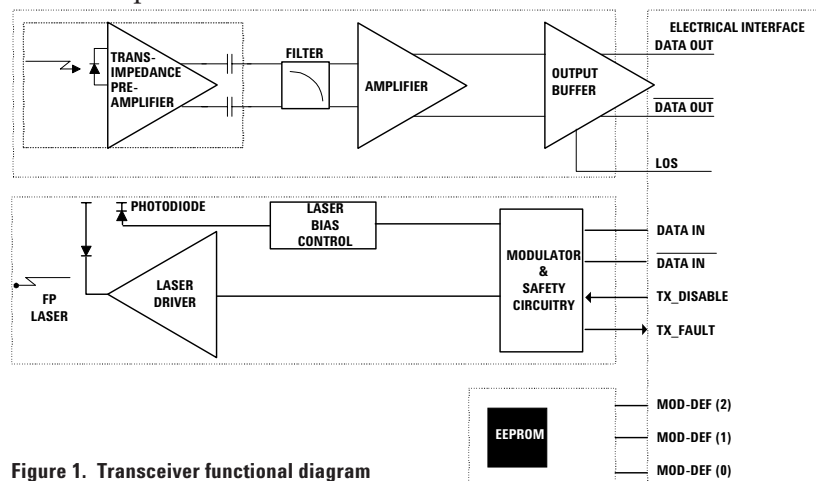 ELECTRICAL INTERFACE
TRANS-
IMPEDANCE
PRE-
AMPLIFIER
FILTER
AMPLIFIER
OUTPUT
BUFFER
DATA OUT
DATA OUT
LOS
PHOTODIODE
LASER
BIAS
CONTROL
MODULATOR
&
SAFETY
CIRCUITRY
DATA IN
DATA IN
TX_DISABLE
TX_FAULT
FP
LASER
LASER
DRIVER
EEPROM
MOD-DEF (2)
MOD-DEF (1)
MOD-DEF (0)
Figure 1. Transceiver functional diagram